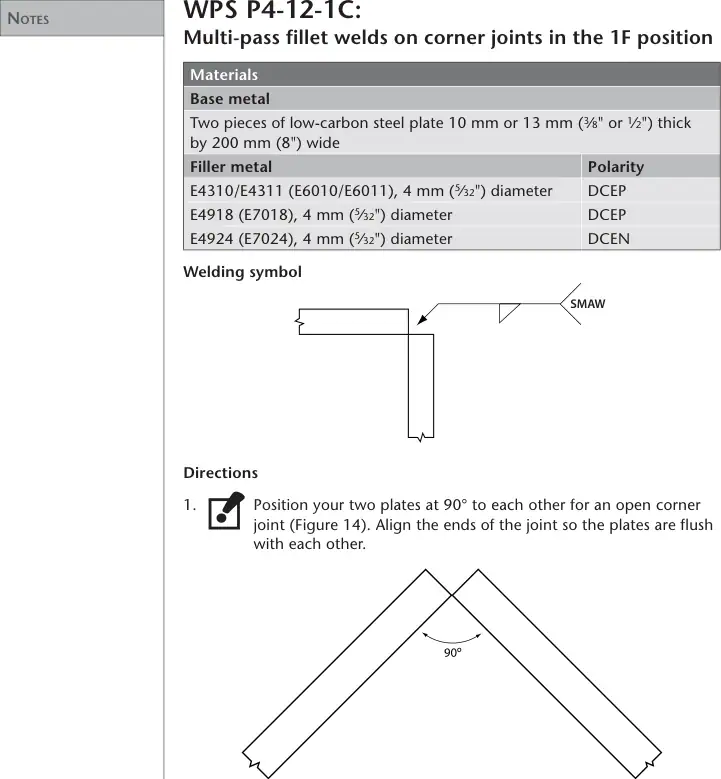 NOTES
WPS P4-12-1C:
Multi-pass fillet welds on corner joints in the 1F position
Materials
Base metal
Two pieces of low-carbon steel plate 10 mm or 13 mm (3⁄8" or 1⁄2") thick
by 200 mm (8") wide
Filler metal Polarity
E4310/E4311 (E6010/E6011), 4 mm (5⁄32") diameter DCEP
E4918 (E7018), 4 mm (5⁄32") diameter DCEP
E4924 (E7024), 4 mm (5⁄32") diameter DCEN
Welding symbol
SMAW
Directions
1. Position your two plates at 90° to each other for an open corner
joint (Figure 14). Align the ends of the joint so the plates are flush
with each other.
90°